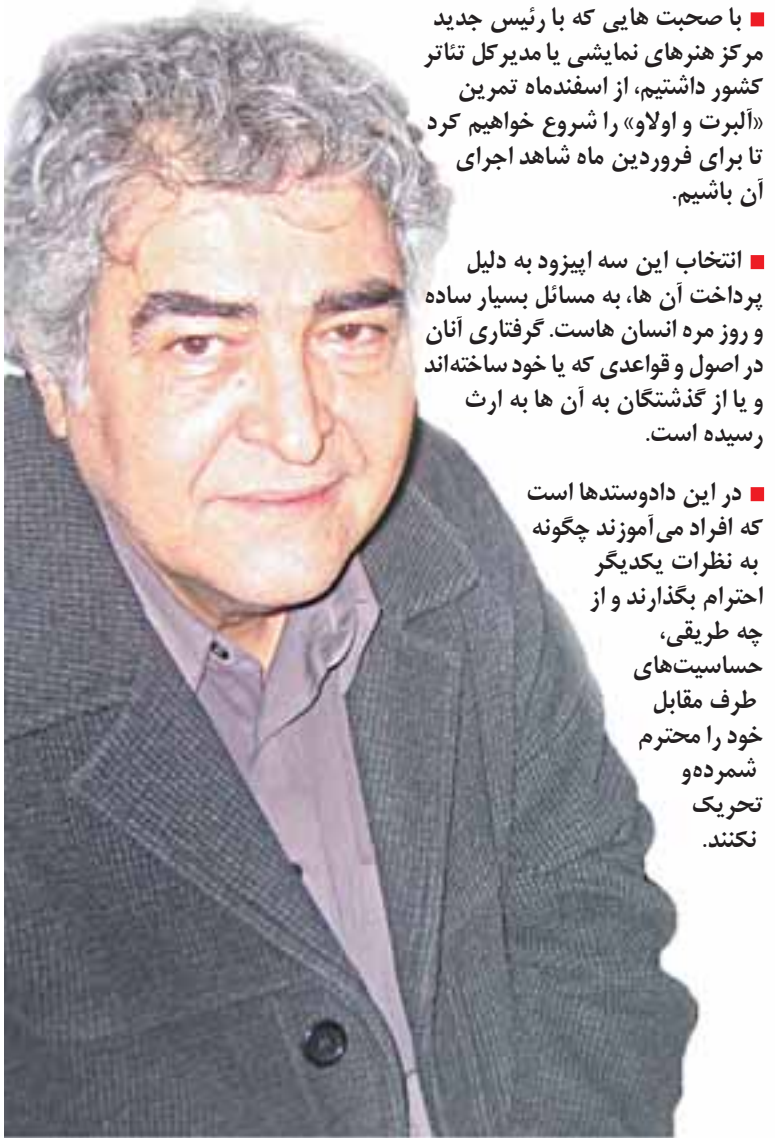 ■ با صحبت هایی که با رئیس جدید
مرکز هنرهای نمایشی یا مدیرکل تئاتر
کشور داشتیم، از اسفندماه تمرین
«آلبرت و اولاو» را شروع خواهیم کرد
تا برای فروردین ماه شاهد اجرای
آن باشیم.
■ انتخاب این سه اپیزود به دلیل
پرداخت آن ها، به مسائل بسیار ساده
و روز مره انسان هاست. گرفتاری آنان
در اصول و قواعدی که یا خود ساخته‌اند
و یا از گذشتگان به آن ها به ارث
رسیده است.
■ در این دادوستدها است
که افراد می‌آموزند چگونه
به نظرات یکدیگر
احترام بگذارند و از
چه طریقی،
حساسیت‌های
طرف مقابل
خود را محترم
شمرده‌و
تحریک
نکنند.